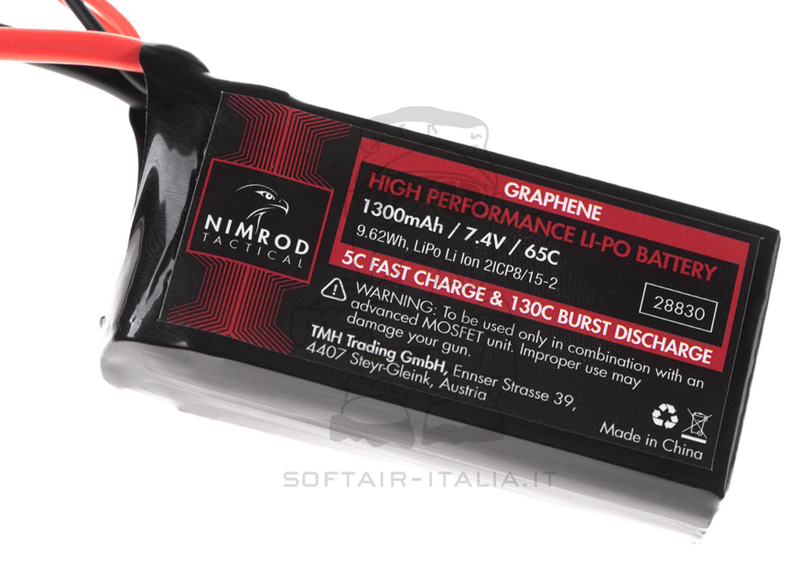 NIMROD
TACTICAL
GRAPHENE
HIGH PERFORMANCE LI-PO BATTERY
1300mAh / 7.4V / 65C
9.62Wh, LiPo Li Ion 2ICP8/15-2
5C FAST CHARGE & 130C BURST DISCHARGE
28830
WARNING: To be used only in combination with an
advanced MOSFET unit. Improper use may
damage your gun.
TMH Trading GmbH, Ennser Strasse 39,
4407 Steyr-Gleink, Austria
Made in China
SOFTAIR-ITALIA.IT